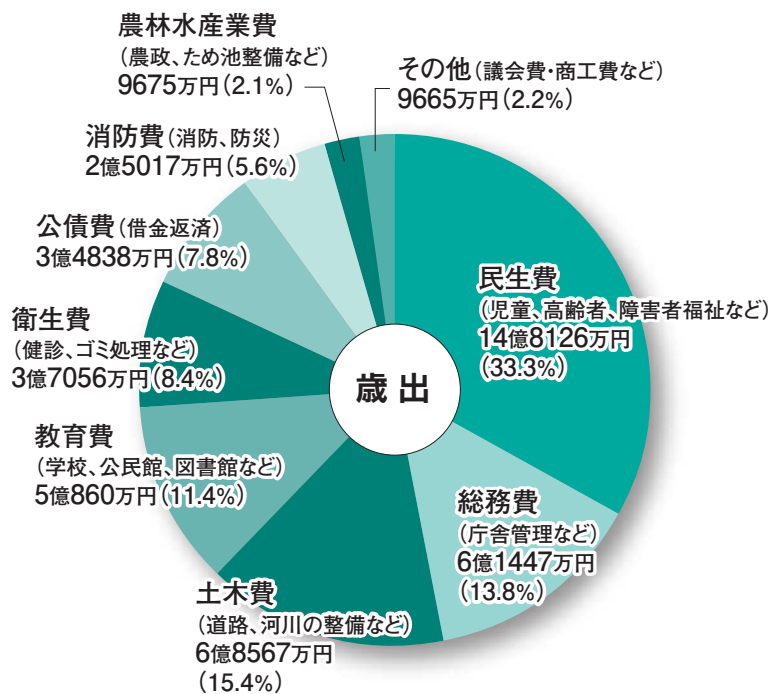 農林水産業費
(農政、ため池整備など)
9675万円(2.1%)
その他(議会費・商工費など)
9665万円(2.2%)
消防費(消防、防災)
2億5017万円(5.6%)
公債費(借金返済)
3億4838万円(7.8%)
衛生費
(健診、ゴミ処理など)
3億7056万円(8.4%)
教育費
(学校、公民館、図書館など)
5億860万円(11.4%)
土木費
(道路、河川の整備など)
6億8567万円
(15.4%)
総務費
(庁舎管理など)
6億1447万円
(13.8%)
民生費
(児童、高齢者、障害者福祉など)
14億8126万円
(33.3%)
歳出